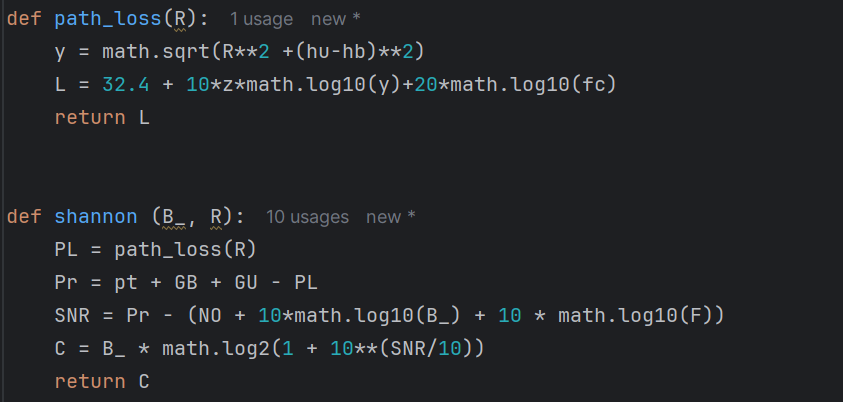 def path_loss(R):  1 usage  new *
    y = math.sqrt(R**2 +(hu-hb)**2)
    L = 32.4 + 10*z*math.log10(y)+20*math.log10(fc)
    return L
def shannon (B_, R):  10 usages  new *
    PL = path_loss(R)
    Pr = pt + GB + GU - PL
    SNR = Pr - (NO + 10*math.log10(B_) + 10 * math.log10(F))
    C = B_ * math.log2(1 + 10**(SNR/10))
    return C